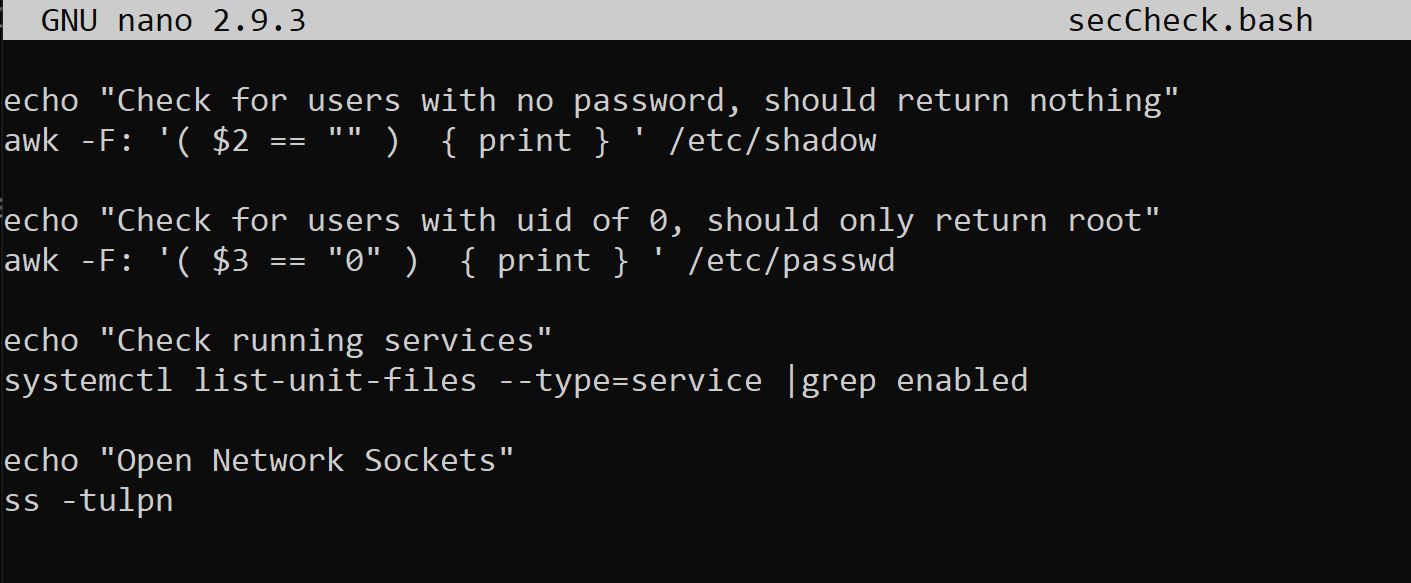 GNU nano 2.9.3 secCheck.bash
echo "Check for users with no password, should return nothing"
awk -F: '( $2 == "" )  { print } ' /etc/shadow
echo "Check for users with uid of 0, should only return root"
awk -F: '( $3 == "0" )  { print } ' /etc/passwd
echo "Check running services"
systemctl list-unit-files --type=service |grep enabled
echo "Open Network Sockets"
ss -tulpn